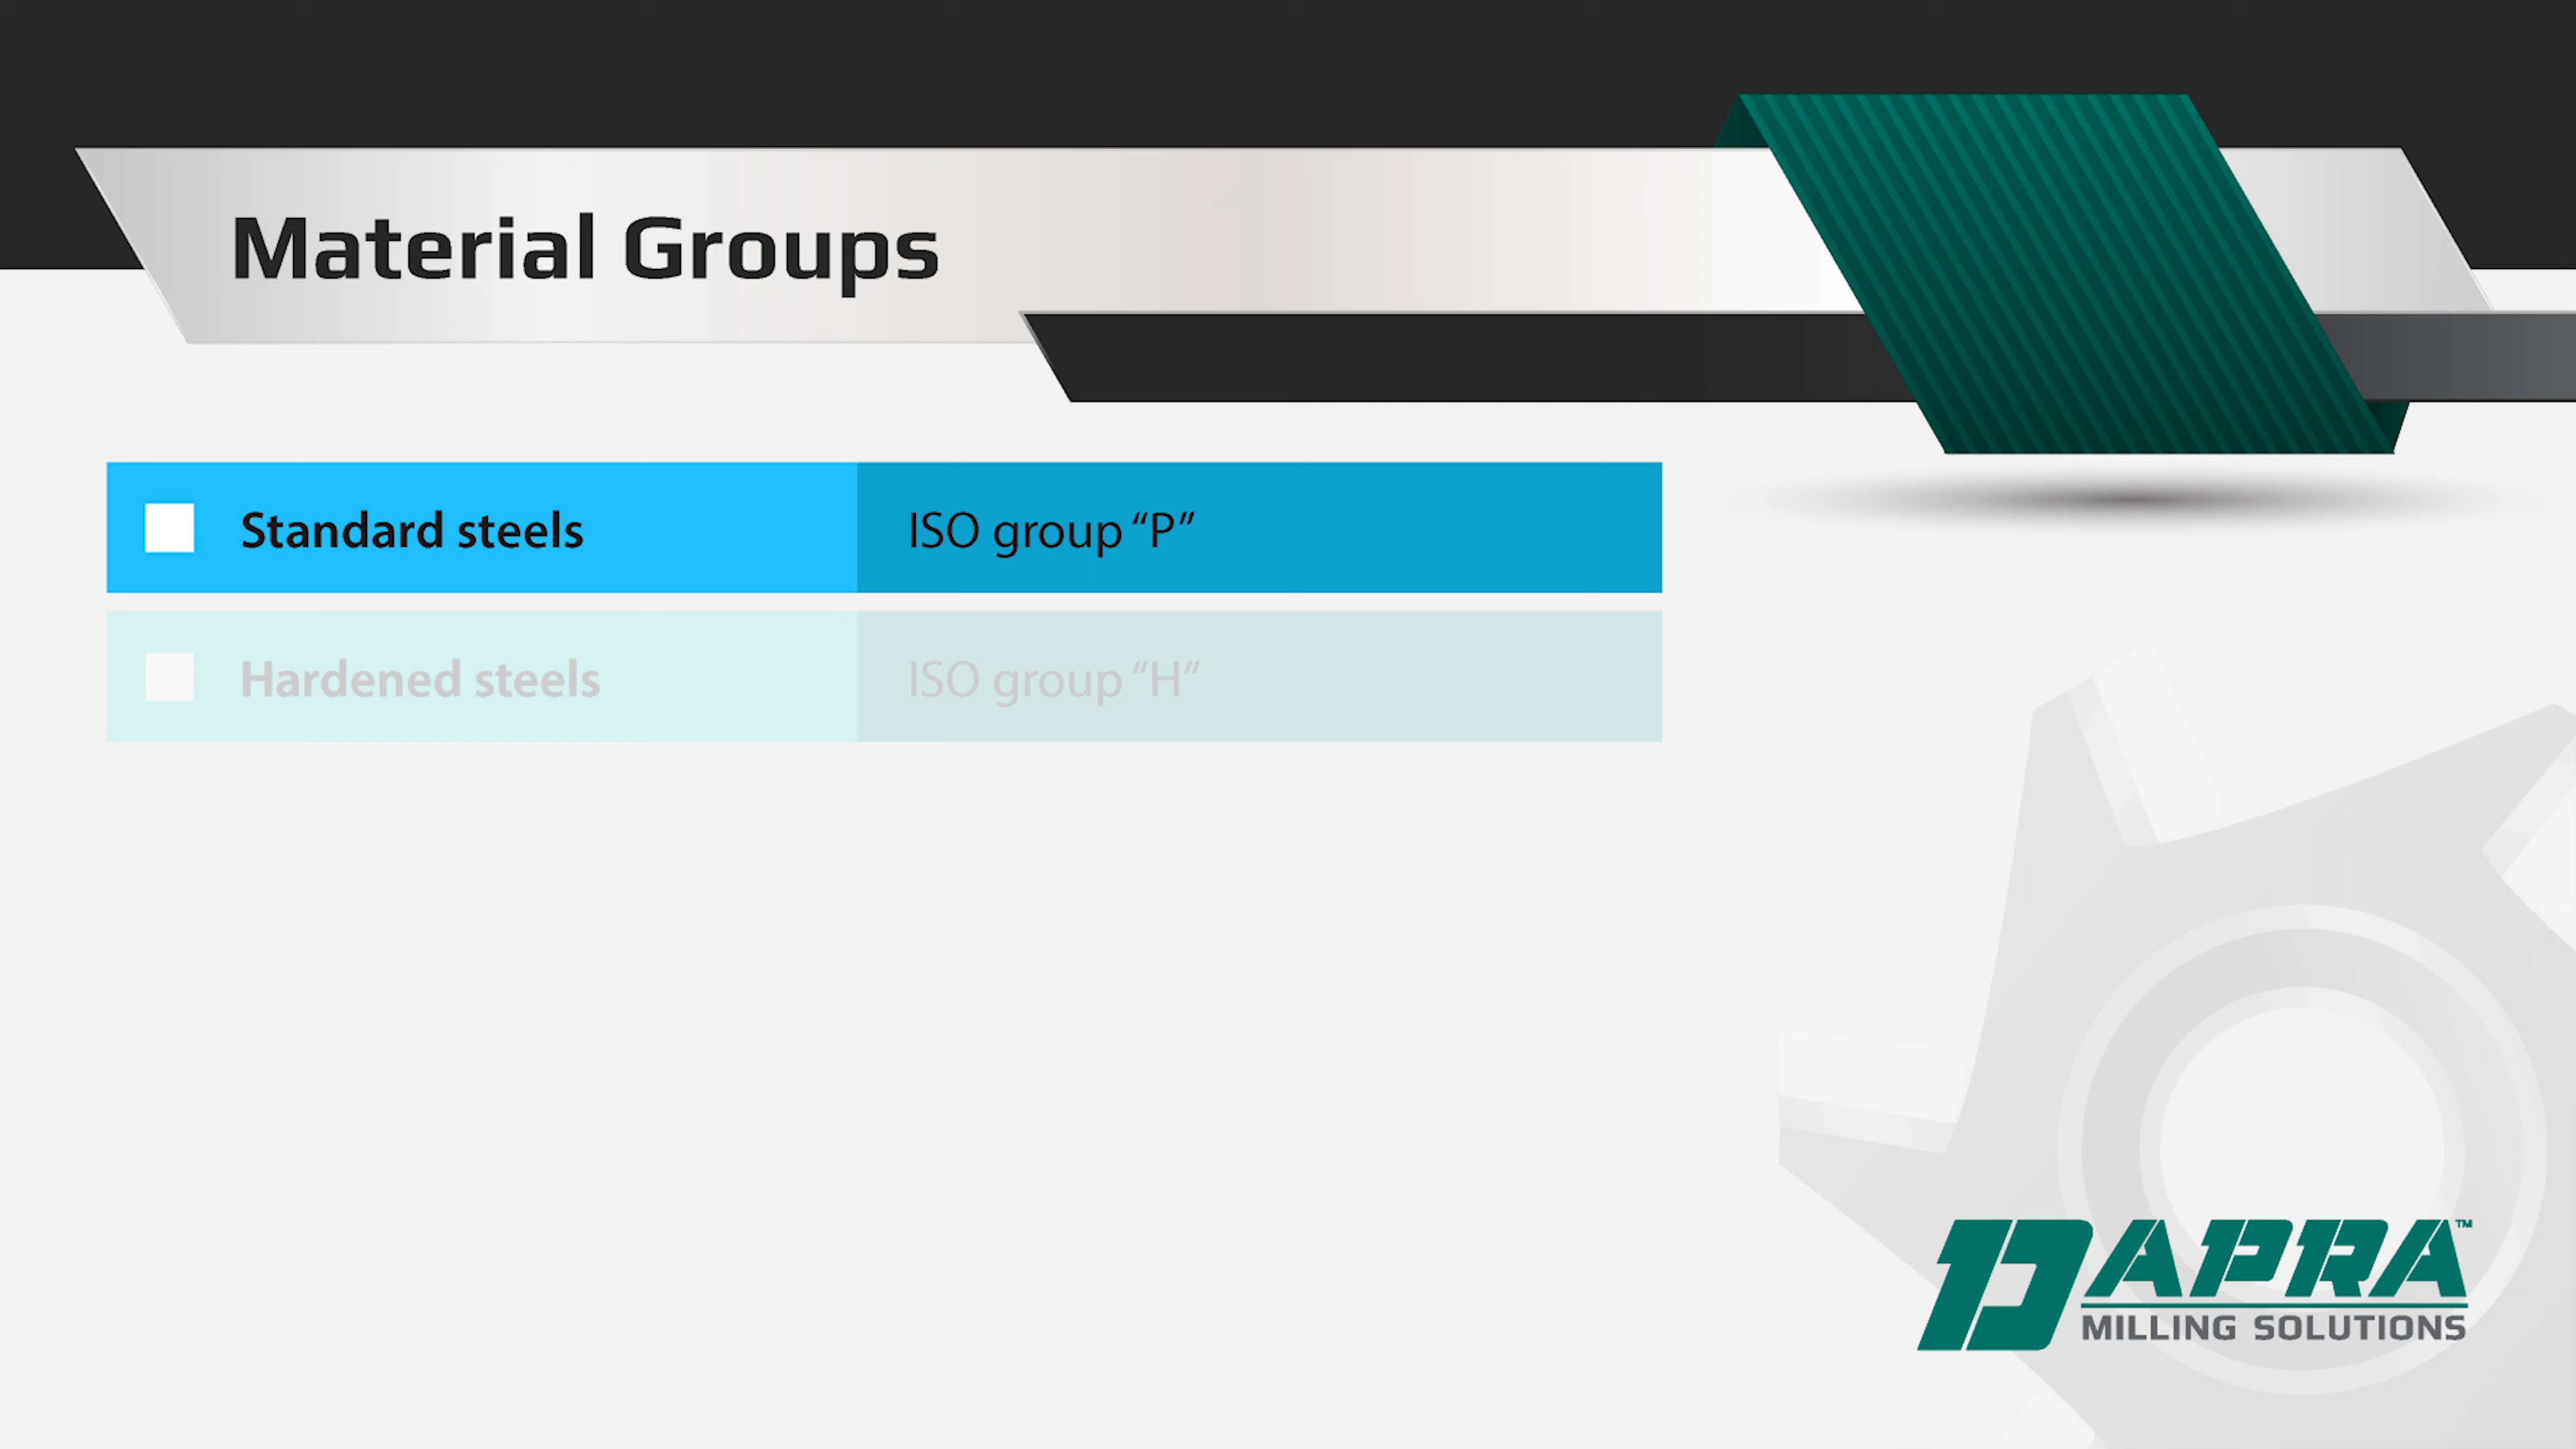 Material Groups
Standard steels ISO group “P”
Hardened steels ISO group “H”
DAPRA™
MILLING SOLUTIONS